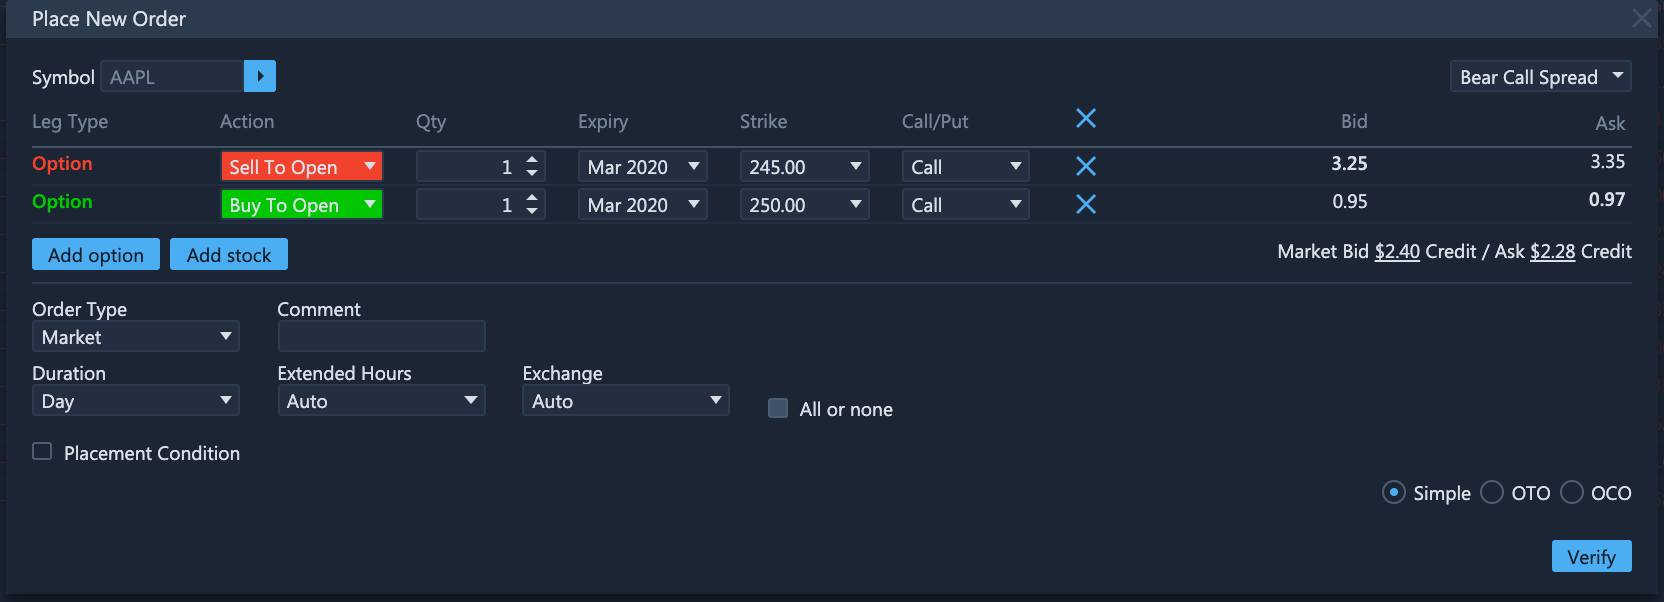 Place New Order
Symbol AAPL Bear Call Spread
Leg Type Action Qty Expiry Strike Call/Put Bid Ask
Option Sell To Open 1 Mar 2020 245.00 Call 3.25 3.35
Option Buy To Open 1 Mar 2020 250.00 Call 0.95 0.97
Add option Add stock Market Bid $2.40 Credit / Ask $2.28 Credit
Order Type Comment
Market
Duration Extended Hours Exchange
Day Auto Auto All or none
Placement Condition
Simple OTO OCO
Verify